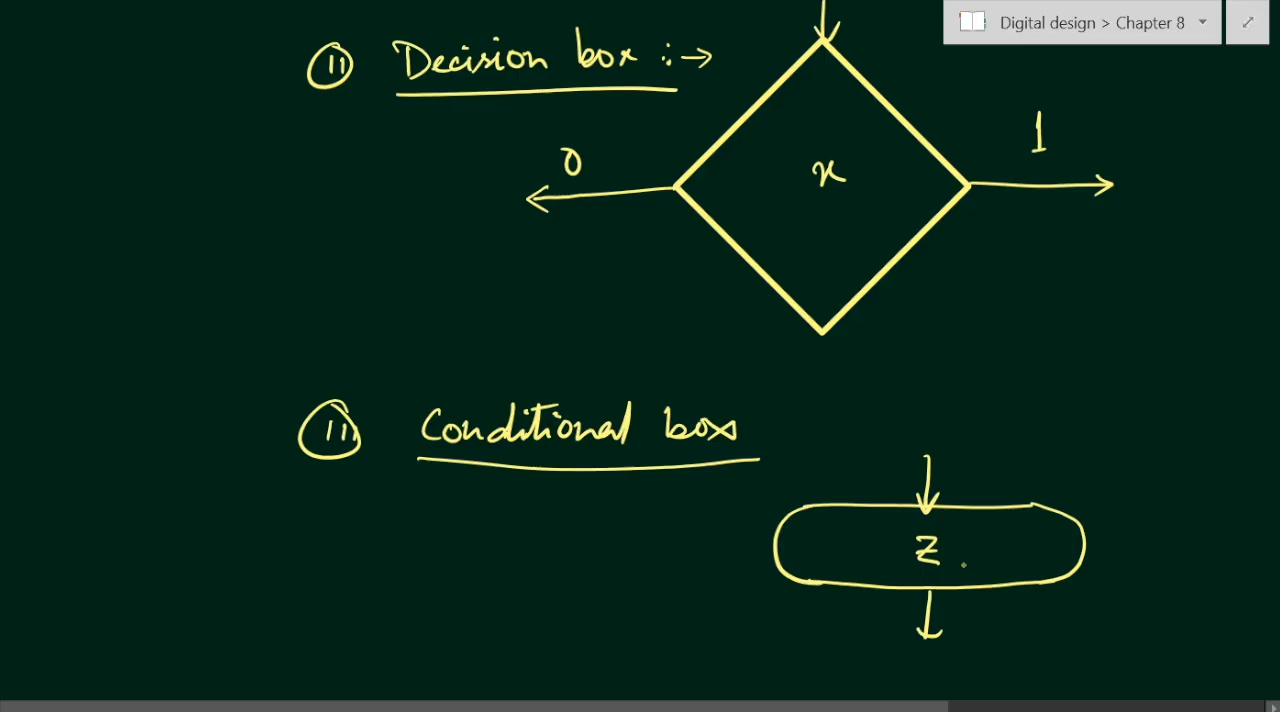 Digital design > Chapter 8
(ii) Decision box :→
x
0
1
(iii) Conditional box
Z